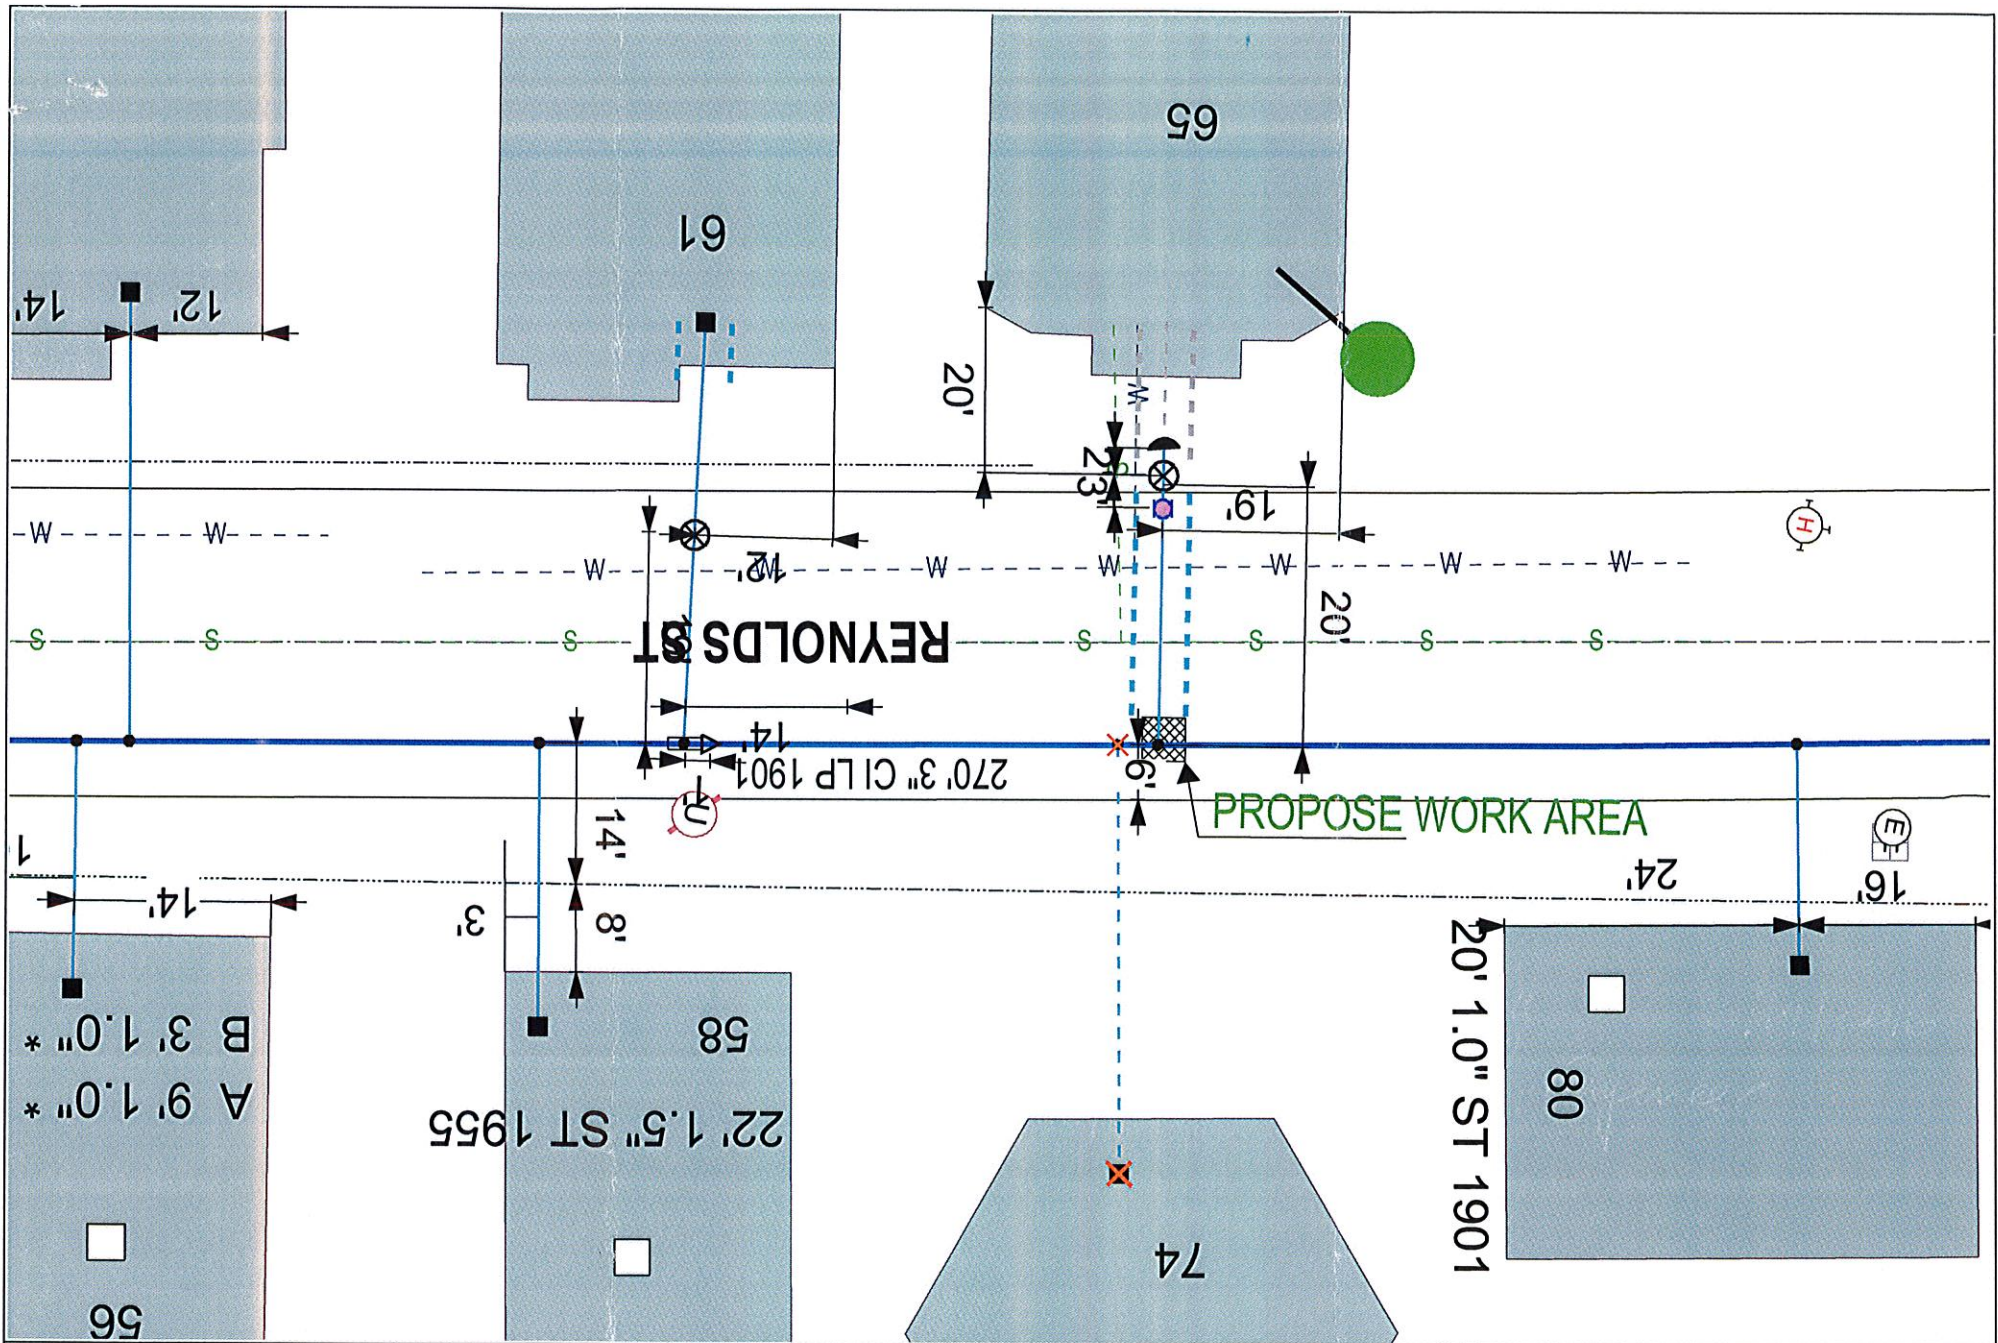 65
61
14'
12'
20'
W
2'
S
3'
19'
H
W
W
12'
W
W
W
W
W
W
W
20'
REYNOLDS ST
S
S
S
S
S
S
S
14'
270' 3" CI LP 1901
6'
1'
U
PROPOSE WORK AREA
E
14'
1
14'
3'
8'
24'
16'
B 3' 1.0" *
A 9' 1.0" *
58
22' 1.5" ST 1955
20' 1.0" ST 1901
80
74
56